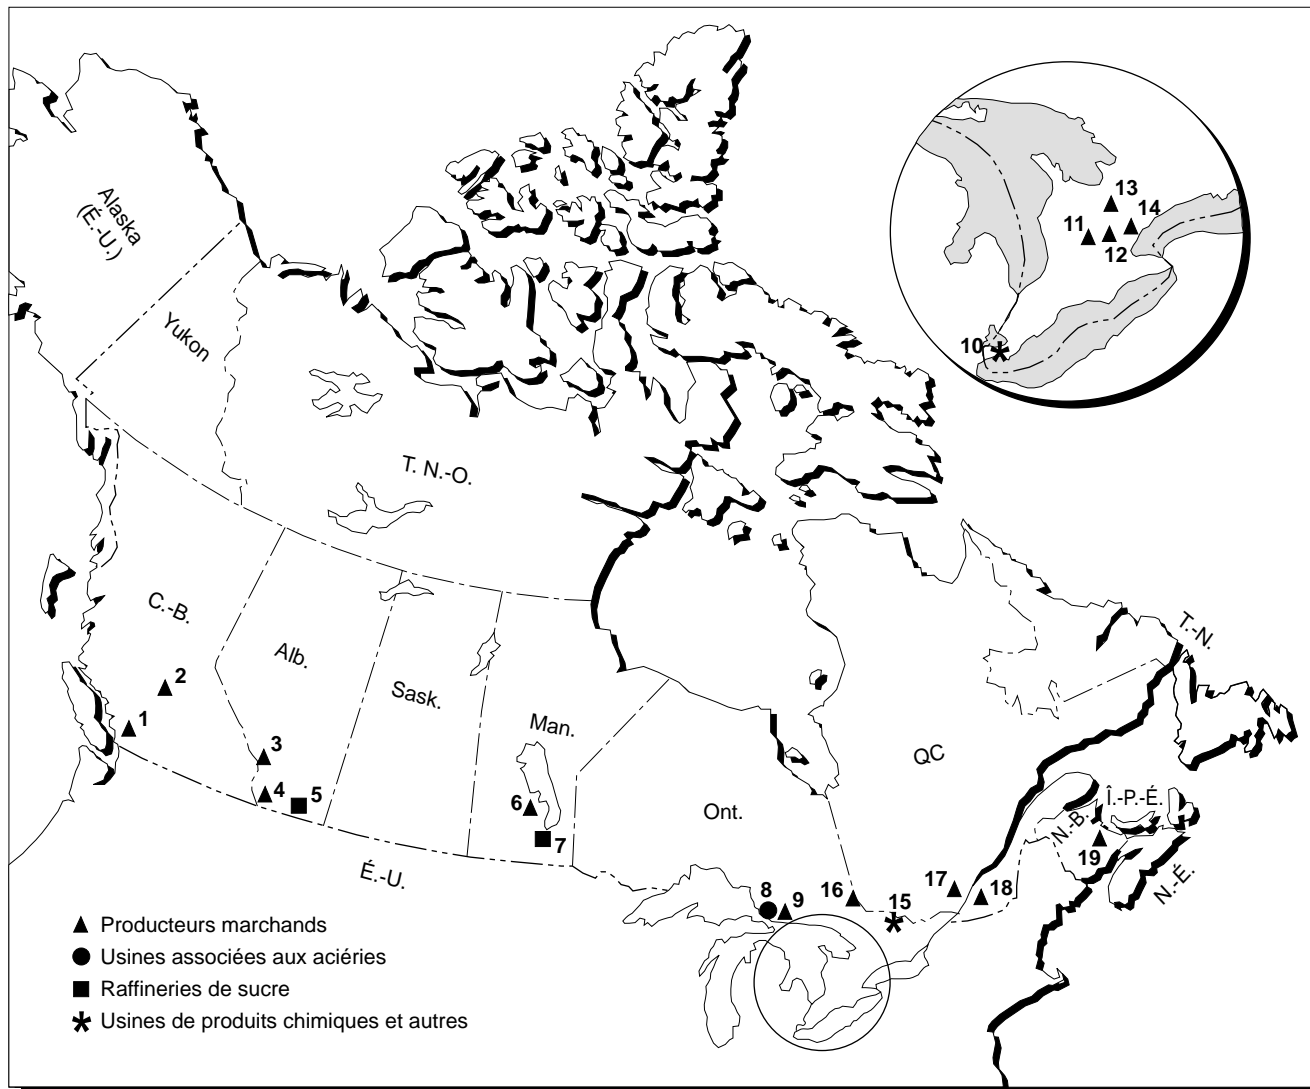 Alaska
(É.-U.)
Yukon
T. N.-O.
C.-B.
Alb.
Sask.
Man.
Ont.
QC
T.-N.
Î.-P.-É.
N.-B.
N.-É.
É.-U.
1
2
3
4
5
6
7
8
9
16
15
17
18
19
13
14
11
12
10
Producteurs marchands
Usines associées aux aciéries
Raffineries de sucre
Usines de produits chimiques et autres